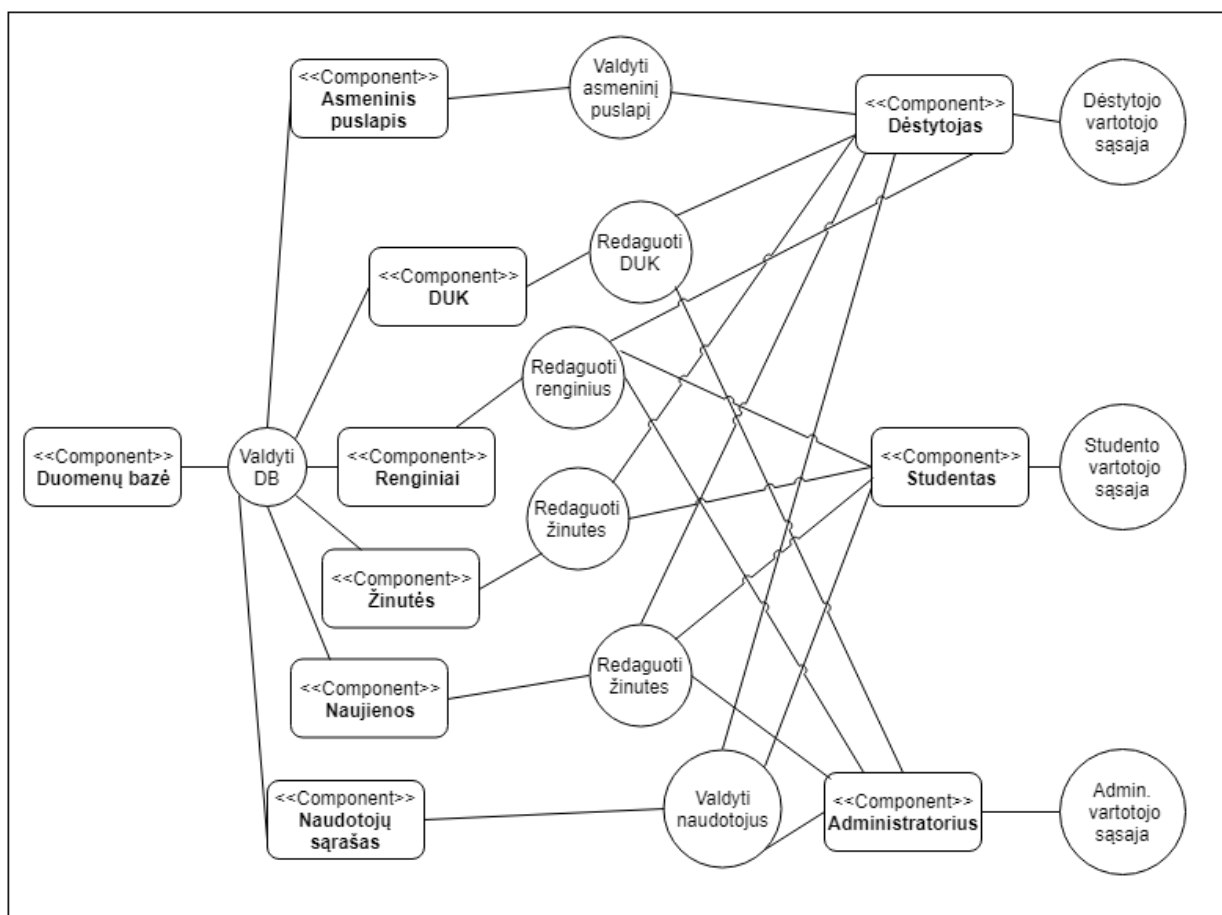 <<Component>>
Asmeninis
puslapis
Valdyti
asmeninį
puslapį
<<Component>>
Dėstytojas
Dėstytojo
vartotojo
sąsaja
<<Component>>
DUK
Redaguoti
DUK
Redaguoti
renginius
<<Component>>
Duomenų bazė
Valdyti
DB
<<Component>>
Renginiai
<<Component>>
Studentas
Studento
vartotojo
sąsaja
Redaguoti
žinutes
<<Component>>
Žinutės
<<Component>>
Naujienos
Redaguoti
žinutes
<<Component>>
Naudotojų
sąrašas
Valdyti
naudotojus
<<Component>>
Administratorius
Admin.
vartotojo
sąsaja